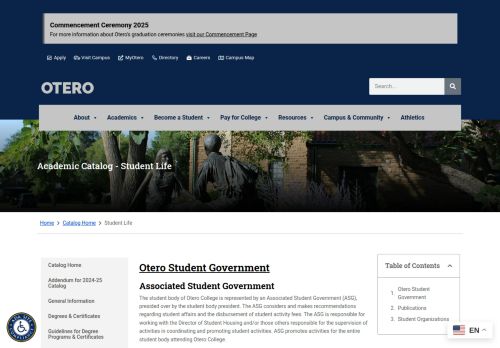 Commencement Ceremony 2025
For more information about Otero's graduation ceremonies visit our Commencement Page
Apply Visit Campus MyOtero Directory Careers Campus Map
OTERO
Search...
About Academics Become a Student Pay for College Resources Campus & Community Athletics
Academic Catalog - Student Life
Home > Catalog Home > Student Life
Catalog Home
Addendum for 2024-25
Catalog
General Information
Degrees & Certificates
Guidelines for Degree
Programs & Certificates
Otero Student Government
Associated Student Government
The student body of Otero College is represented by an Associated Student Government (ASG),
presided over by the student body president. The ASG considers and makes recommendations
regarding student affairs and the disbursement of student activity fees. The ASG is responsible for
working with the Director of Student Housing and/or those others responsible for the supervision of
activities in coordinating and promoting student activities. ASG promotes activities for the entire
student body attending Otero College
Table of Contents
1. Otero Student
Government
2. Publications
3. Student Organizations
EN